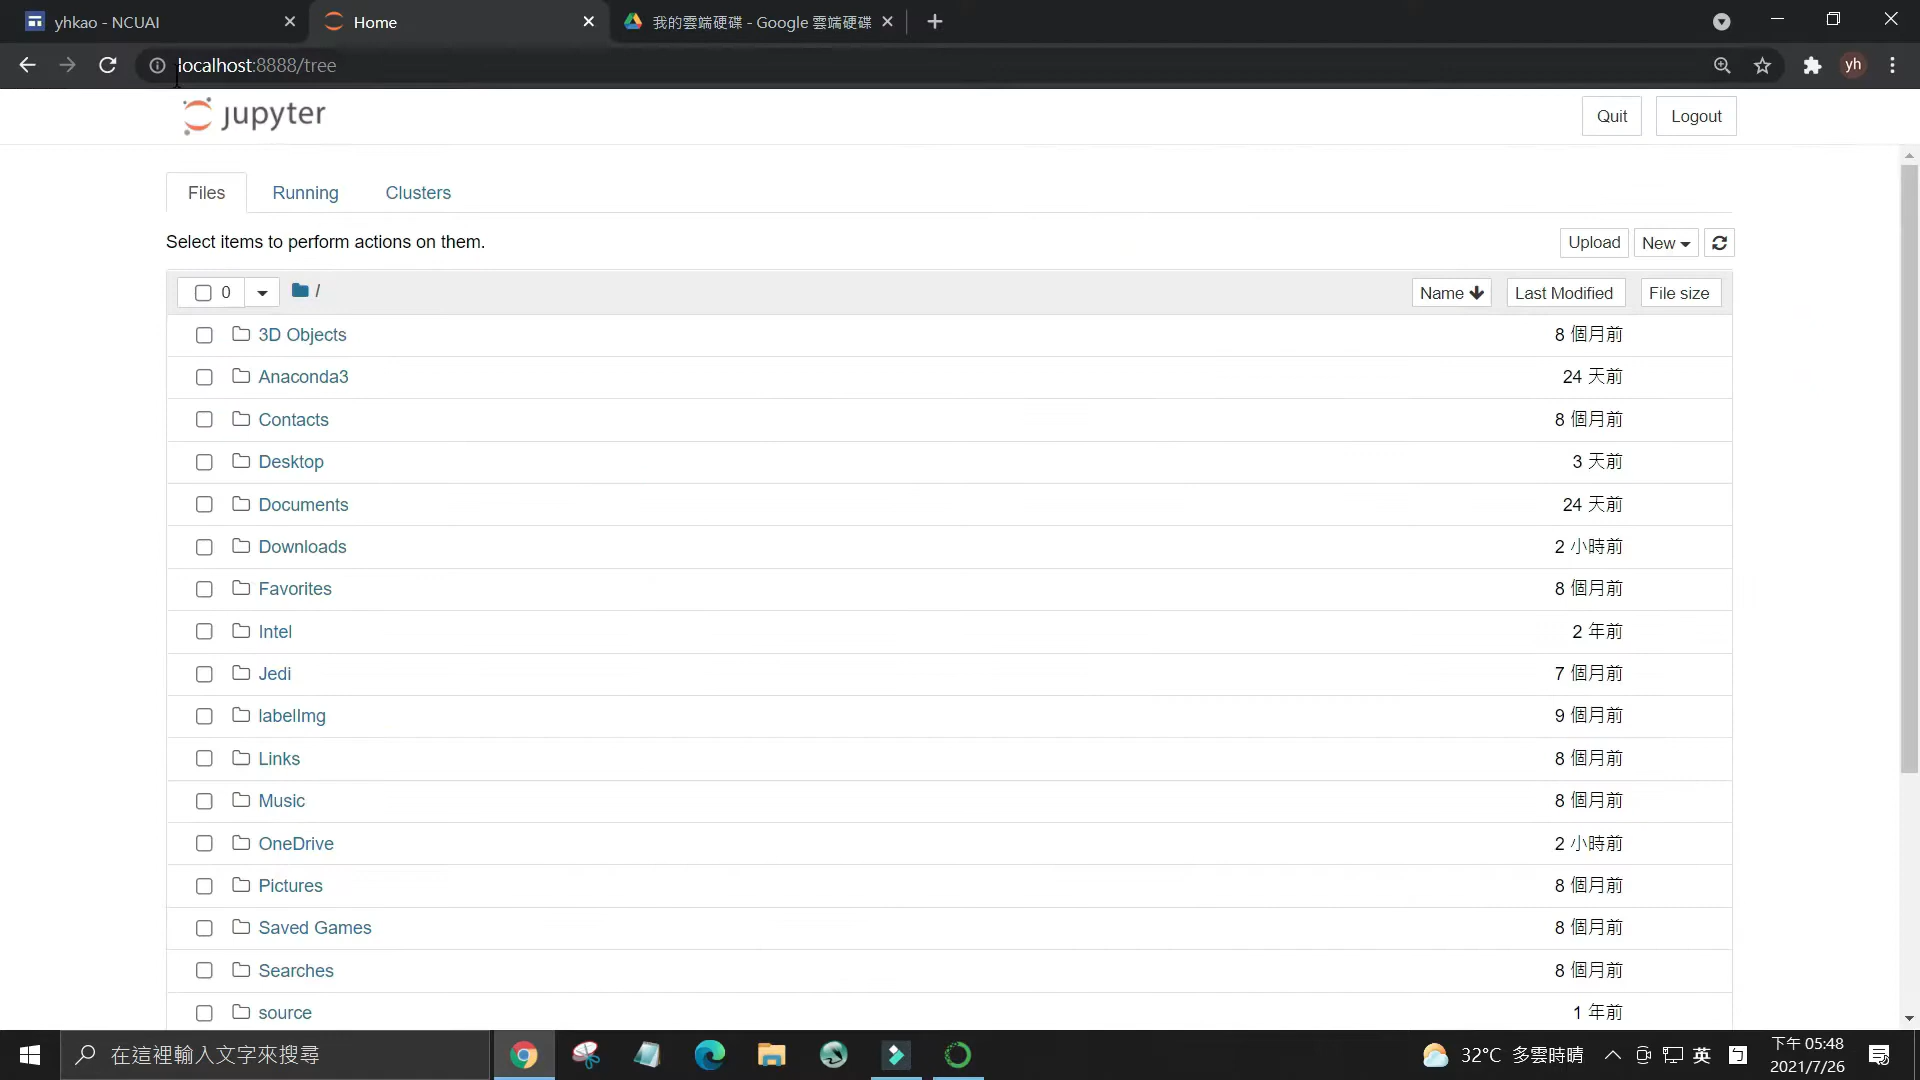 yhkao - NCUAI
Home
我的雲端硬碟 - Google 雲端硬碟
localhost:8888/tree
yh
jupyter
Quit
Logout
Files
Running
Clusters
Select items to perform actions on them.
Upload
New
0
/
Name
Last Modified
File size
3D Objects
8 個月前
Anaconda3
24 天前
Contacts
8 個月前
Desktop
3 天前
Documents
24 天前
Downloads
2 小時前
Favorites
8 個月前
Intel
2 年前
Jedi
7 個月前
labelImg
9 個月前
Links
8 個月前
Music
8 個月前
OneDrive
2 小時前
Pictures
8 個月前
Saved Games
8 個月前
Searches
8 個月前
source
1 年前
在這裡輸入文字來搜尋
32°C 多雲時晴
英
ㄅ
下午 05:48
2021/7/26